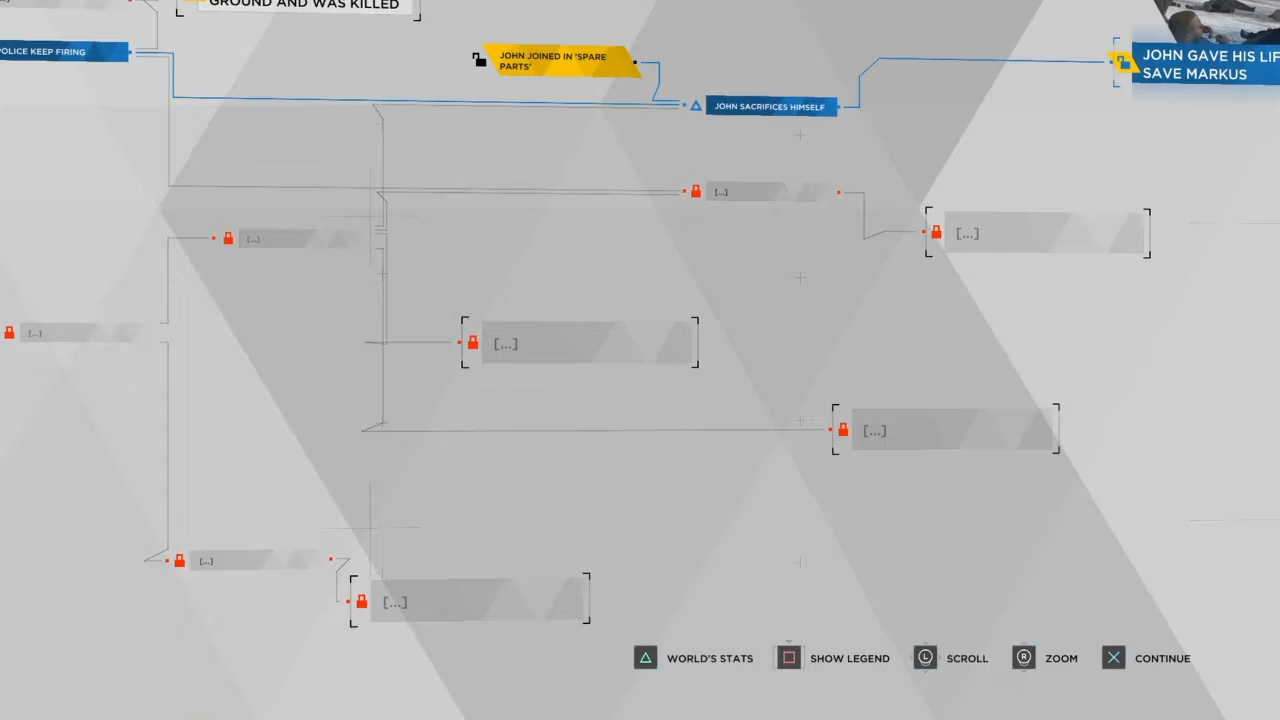 GROUND AND WAS KILLED
POLICE KEEP FIRING
JOHN JOINED IN 'SPARE
PARTS'
JOHN SACRIFICES HIMSELF
JOHN GAVE HIS
SAVE MARKUS
[...]
[...]
[...]
[...]
[...]
[...]
[...]
[...]
WORLD'S STATS
SHOW LEGEND
L
SCROLL
R
ZOOM
CONTINUE